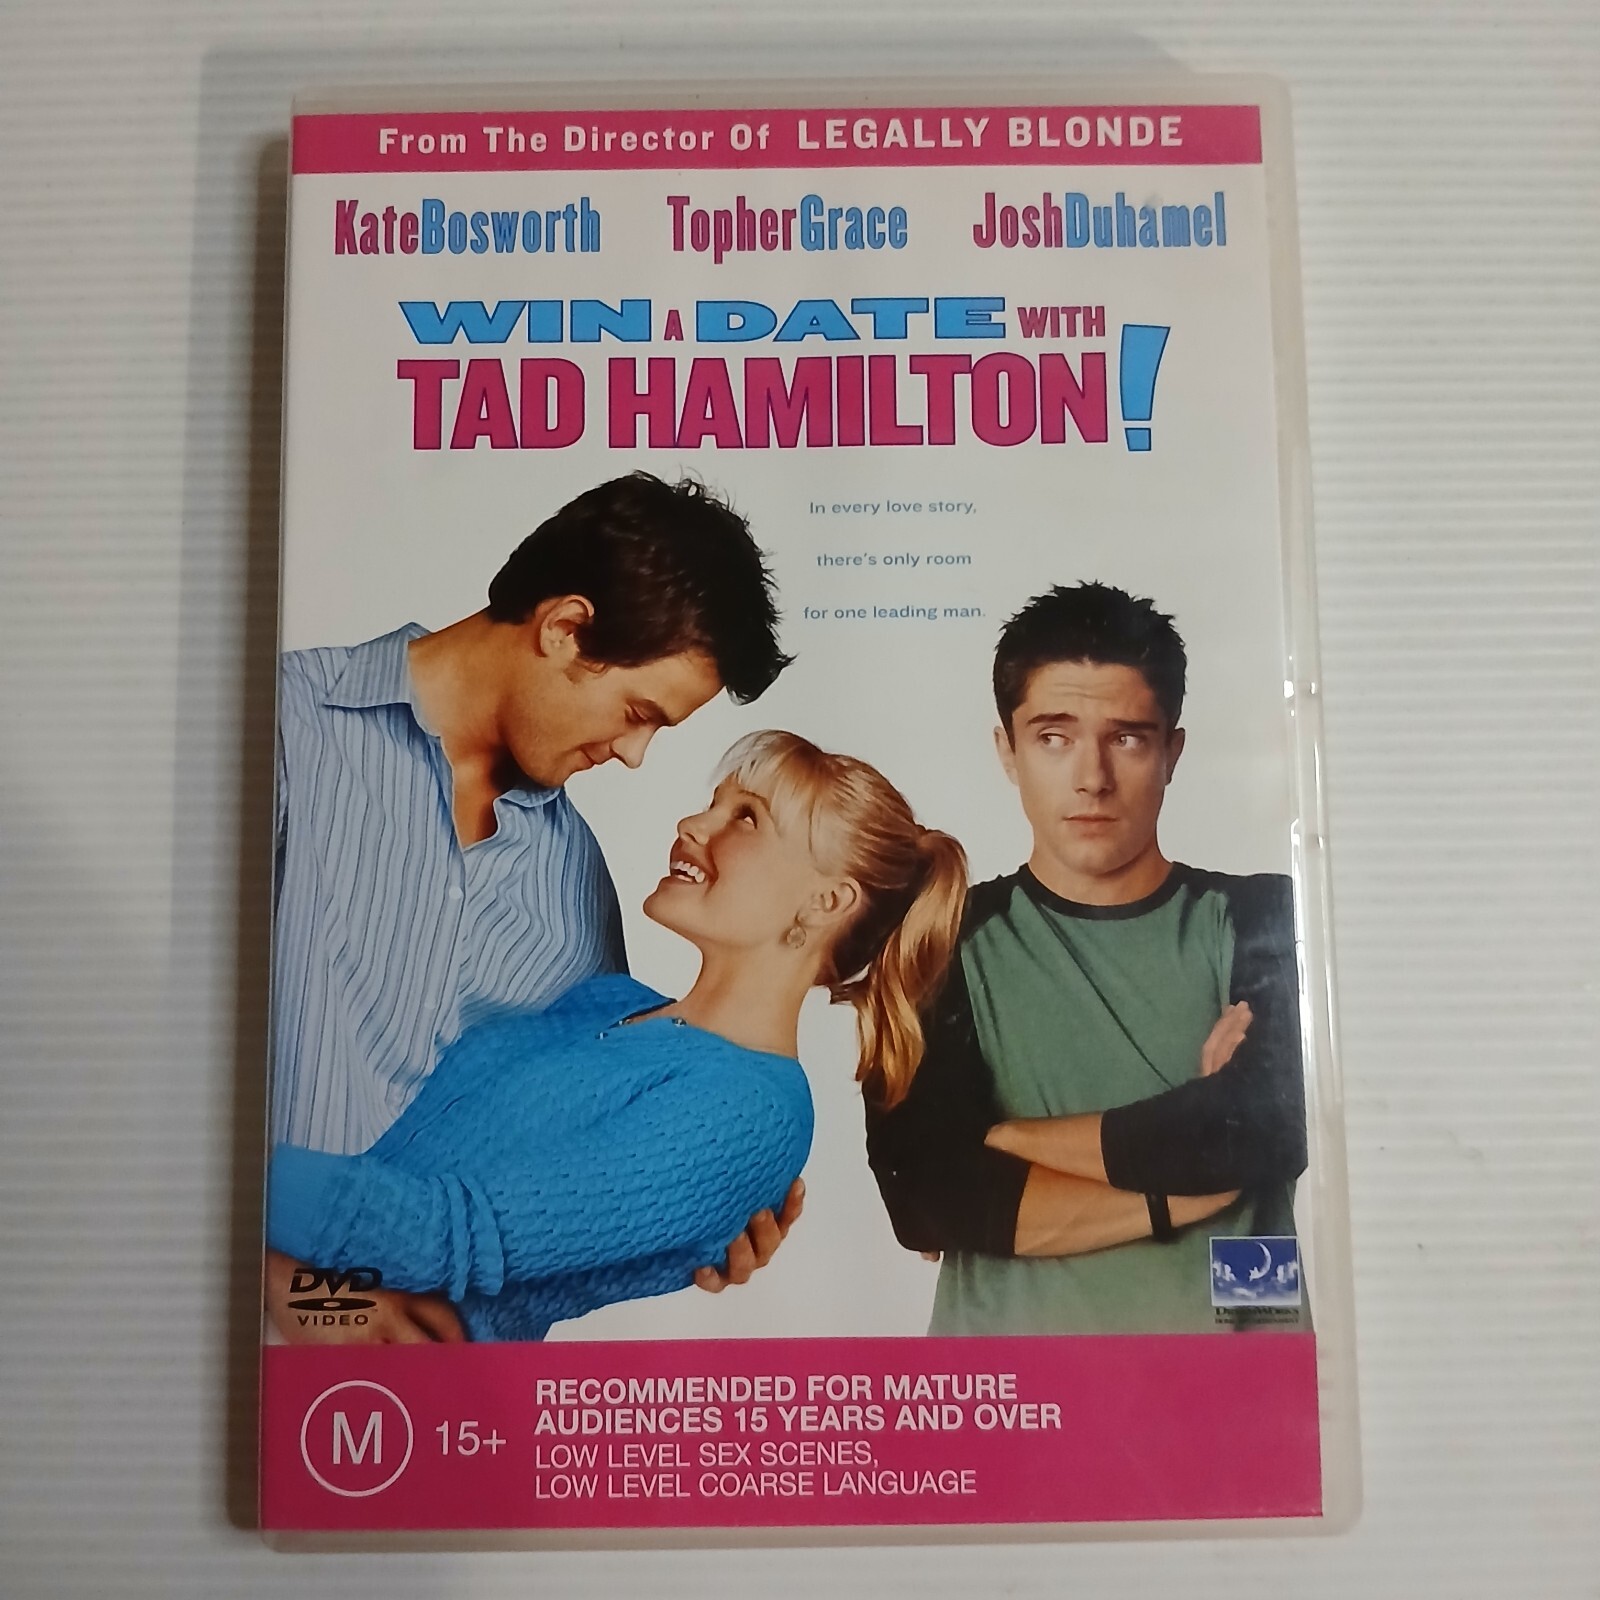 From The Director Of LEGALLY BLONDE
KateBosworth TopherGrace JoshDuhamel
WIN A DATE WITH
TAD HAMILTON!
In every love story,
there's only room
for one leading man.
DVD
VIDEO
DREAMWORKS
M 15+
RECOMMENDED FOR MATURE
AUDIENCES 15 YEARS AND OVER
LOW LEVEL SEX SCENES,
LOW LEVEL COARSE LANGUAGE